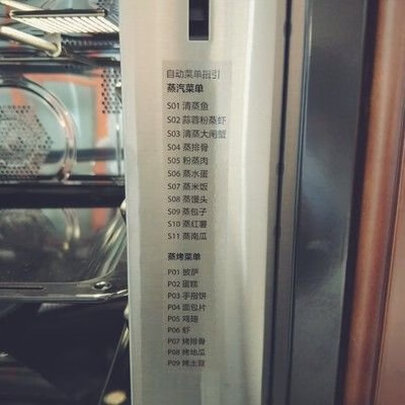 自动菜单指引
蒸汽菜单
S01 清蒸鱼
S02 蒜蓉粉蒸虾
S03 清蒸大闸蟹
S04 蒸排骨
S05 粉蒸肉
S06 蒸水蛋
S07 蒸米饭
S08 蒸馒头
S09 蒸包子
S10 蒸红薯
S11 蒸南瓜
蒸烤菜单
P01 披萨
P02 蛋糕
P03 手指饼
P04 面包片
P05 鸡翅
P06 虾
P07 烤排骨
P08 烤地瓜
P09 烤土豆